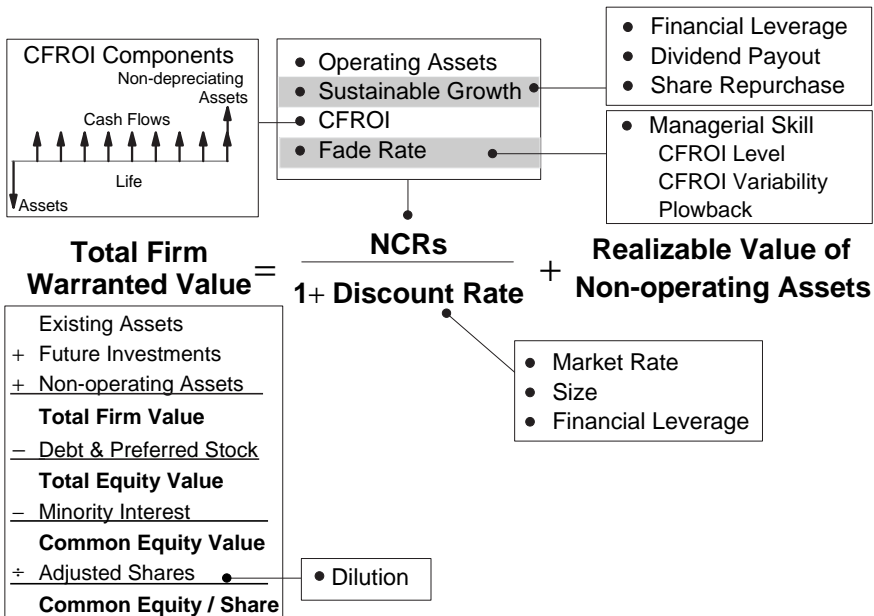 CFROI Components
Non-depreciating
Assets
Cash Flows
Life
Assets
• Operating Assets
• Sustainable Growth
• CFROI
• Fade Rate
• Financial Leverage
• Dividend Payout
• Share Repurchase
• Managerial Skill
CFROI Level
CFROI Variability
Plowback
Total Firm
Warranted Value
=
NCRs
1+ Discount Rate
+
Realizable Value of
Non-operating Assets
Existing Assets
+ Future Investments
+ Non-operating Assets
Total Firm Value
– Debt & Preferred Stock
Total Equity Value
– Minority Interest
Common Equity Value
÷ Adjusted Shares
Common Equity / Share
• Market Rate
• Size
• Financial Leverage
• Dilution